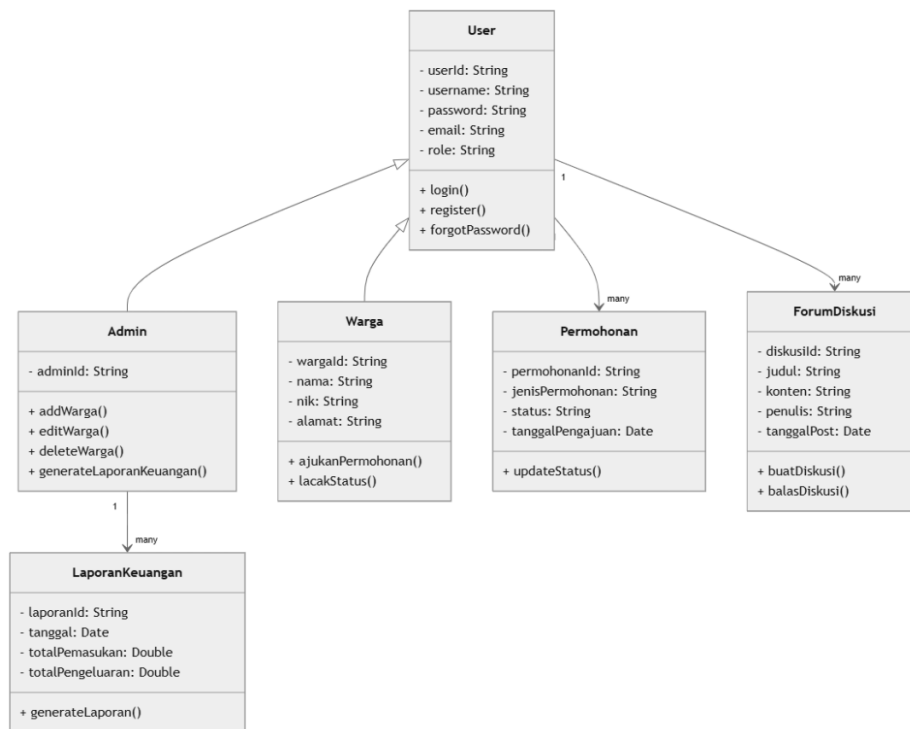 User
- userId: String
- username: String
- password: String
- email: String
- role: String
+ login()
+ register()
+ forgotPassword()
1
many
many
Admin
- adminId: String
+ addWarga()
+ editWarga()
+ deleteWarga()
+ generateLaporanKeuangan()
Warga
- wargaId: String
- nama: String
- nik: String
- alamat: String
+ ajukanPermohonan()
+ lacakStatus()
Permohonan
- permohonanId: String
- jenisPermohonan: String
- status: String
- tanggalPengajuan: Date
+ updateStatus()
ForumDiskusi
- diskusiId: String
- judul: String
- konten: String
- penulis: String
- tanggalPost: Date
+ buatDiskusi()
+ balasDiskusi()
1
many
LaporanKeuangan
- laporanId: String
- tanggal: Date
- totalPemasukan: Double
- totalPengeluaran: Double
+ generateLaporan()